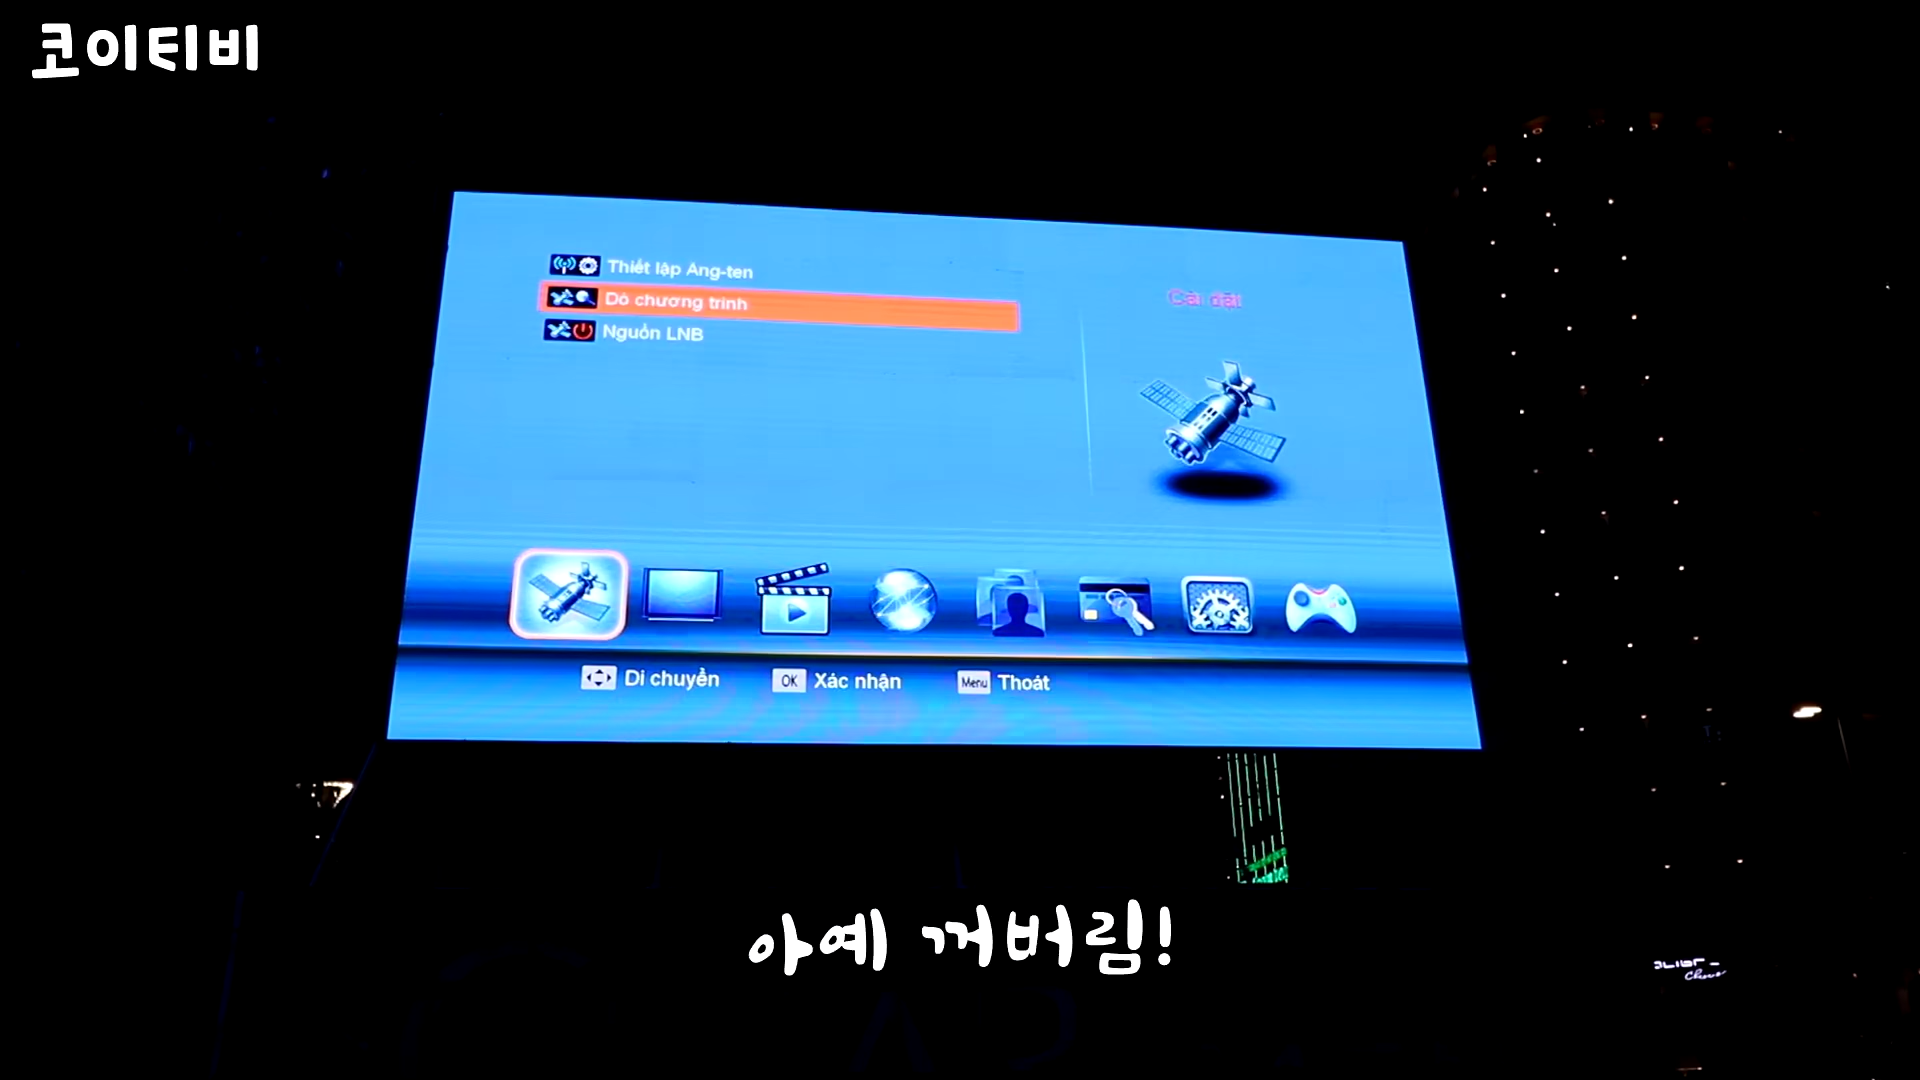 코이티비
Thiết lập Ăng-ten
Dò chương trình
Nguồn LNB
Cài đặt
Di chuyển
OK Xác nhận
Menu Thoát
아예 꺼버림!